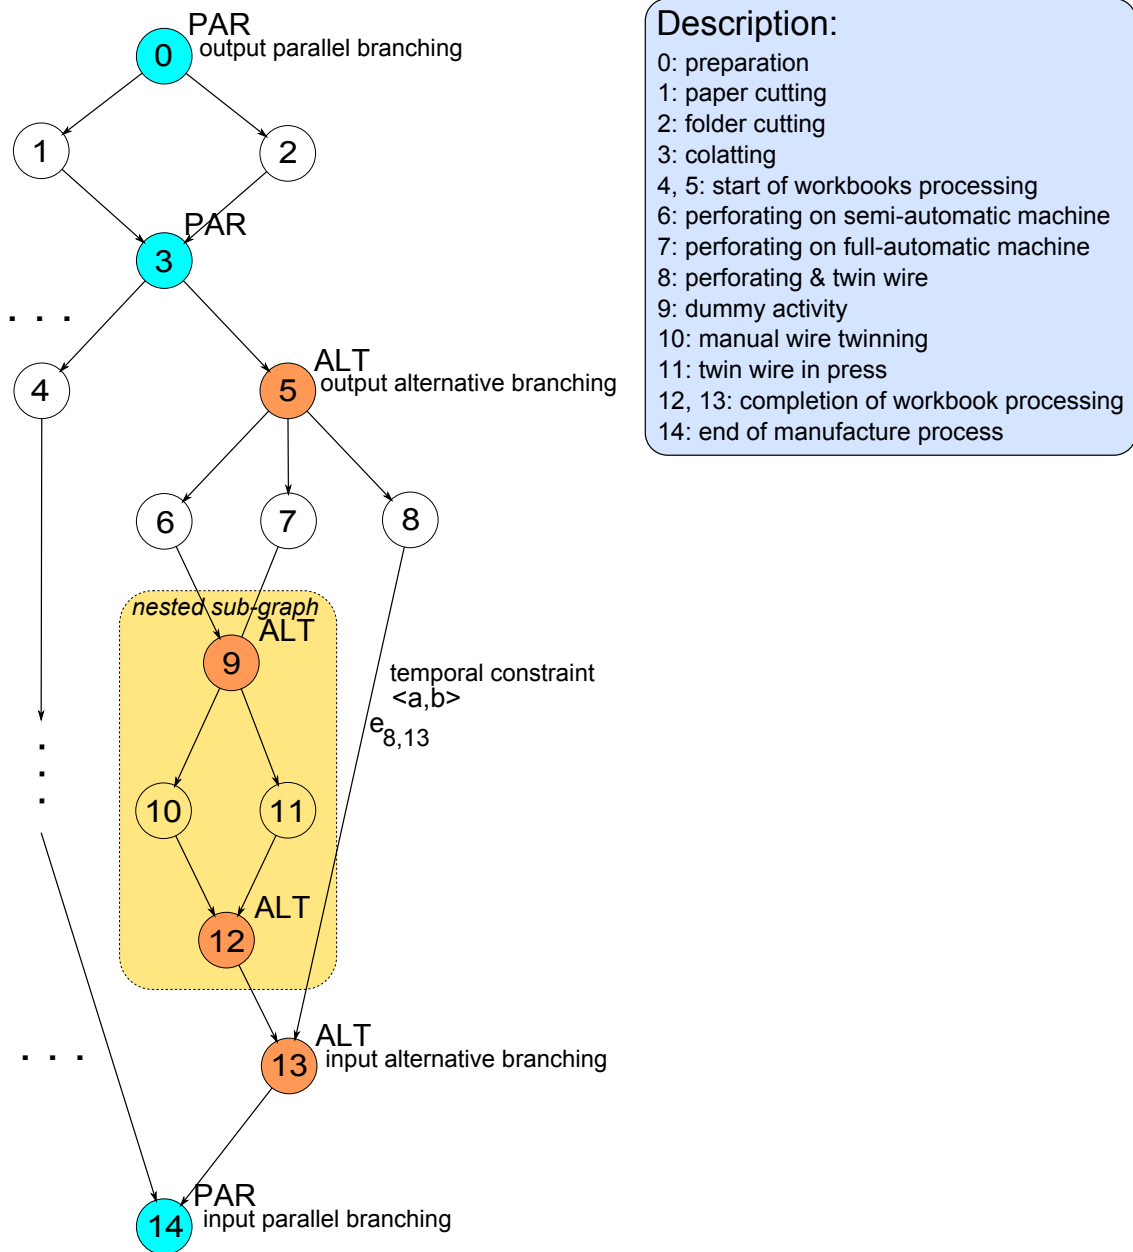 PAR
output parallel branching
0
1
2
PAR
3
. . .
ALT
output alternative branching
4
5
6
7
8
nested sub-graph
ALT
9
temporal constraint
<a,b>
e8,13
10
11
ALT
12
. . .
ALT
input alternative branching
13
PAR
input parallel branching
14
Description:
0: preparation
1: paper cutting
2: folder cutting
3: colatting
4, 5: start of workbooks processing
6: perforating on semi-automatic machine
7: perforating on full-automatic machine
8: perforating & twin wire
9: dummy activity
10: manual wire twinning
11: twin wire in press
12, 13: completion of workbook processing
14: end of manufacture process